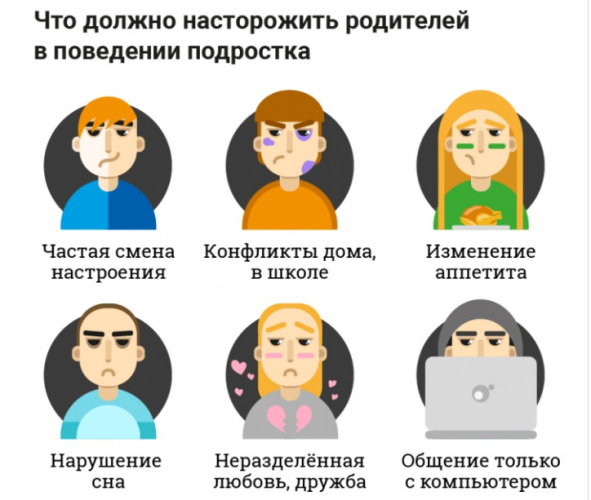 Что должно насторожить родителей
в поведении подростка
Частая смена
настроения
Конфликты дома,
в школе
Изменение
аппетита
Нарушение
сна
Неразделённая
любовь, дружба
Общение только
с компьютером